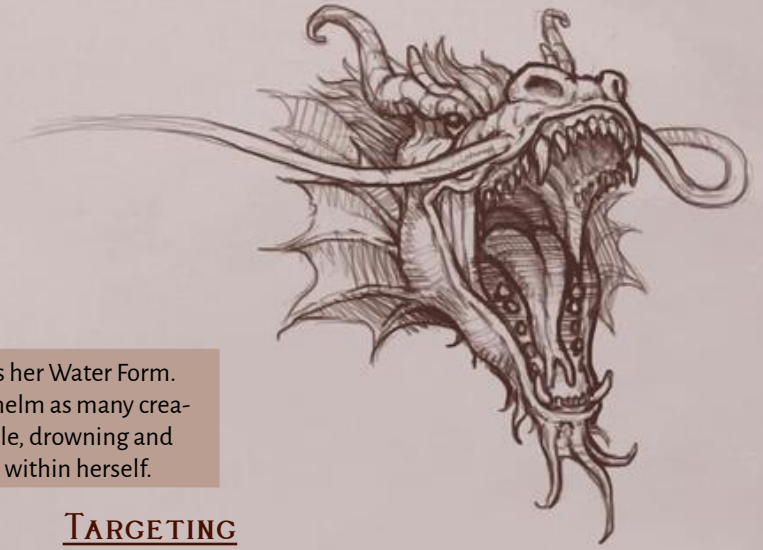 s her Water Form.
helm as many crea-
le, drowning and
within herself.
TARGETING